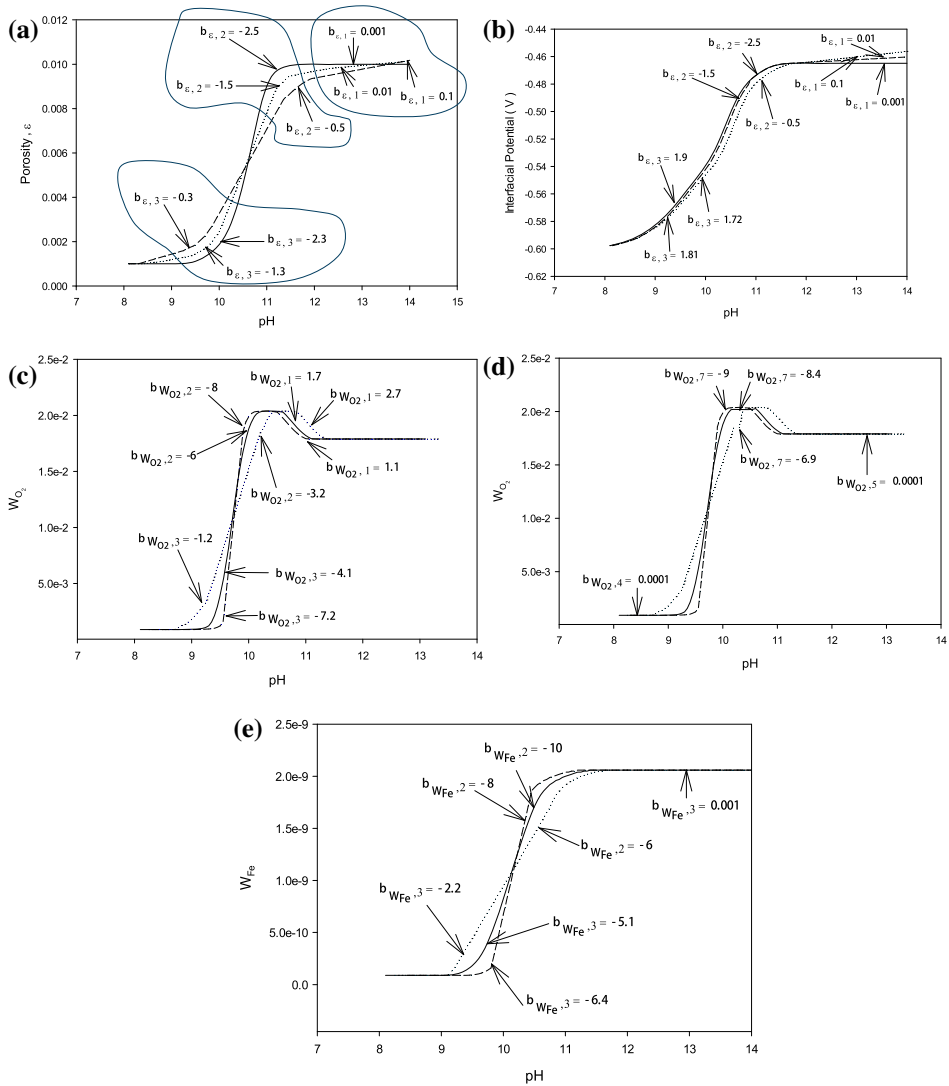 (a)
0.012
0.010
0.008
0.006
0.004
0.002
0.000
Porosity , ε
b ε, 2 = -2.5
b ε, 1 = 0.001
b ε, 2 = -1.5
b ε, 1 = 0.01
b ε, 1 = 0.1
b ε, 2 = -0.5
b ε, 3 = -0.3
b ε, 3 = -2.3
b ε, 3 = -1.3
7 8 9 10 11 12 13 14 15
pH
(b)
-0.44
-0.46
-0.48
-0.50
-0.52
-0.54
-0.56
-0.58
-0.60
-0.62
Interfacial Potential ( V )
b ε, 2 = -2.5
b ε, 1 = 0.01
b ε, 2 = -1.5
b ε, 1 = 0.1
b ε, 2 = -0.5
b ε, 1 = 0.001
b ε, 3 = 1.9
b ε, 3 = 1.72
b ε, 3 = 1.81
7 8 9 10 11 12 13 14
pH
(c)
2.5e-2
2.0e-2
1.5e-2
1.0e-2
5.0e-3
W O2
b WO2 ,2 = -8
b WO2 ,1 = 1.7
b WO2 ,1 = 2.7
b WO2 ,2 = -6
b WO2 , 1 = 1.1
b WO2 ,2 = -3.2
b WO2 ,3 = -1.2
b WO2 ,3 = -4.1
b WO2 ,3 = -7.2
7 8 9 10 11 12 13 14
pH
(d)
2.5e-2
2.0e-2
1.5e-2
1.0e-2
5.0e-3
W O2
b WO2 ,7 = -9
b WO2 ,7 = -8.4
b WO2 , 7 = -6.9
b WO2 ,5 = 0.0001
b WO2 ,4 = 0.0001
7 8 9 10 11 12 13 14
pH
(e)
2.5e-9
2.0e-9
1.5e-9
1.0e-9
5.0e-10
0.0
W Fe
b WFe ,2 = -10
b WFe ,2 = -8
b WFe ,3 = 0.001
b WFe ,2 = -6
b WFe ,3 = -2.2
b WFe ,3 = -5.1
b WFe ,3 = -6.4
7 8 9 10 11 12 13 14
pH